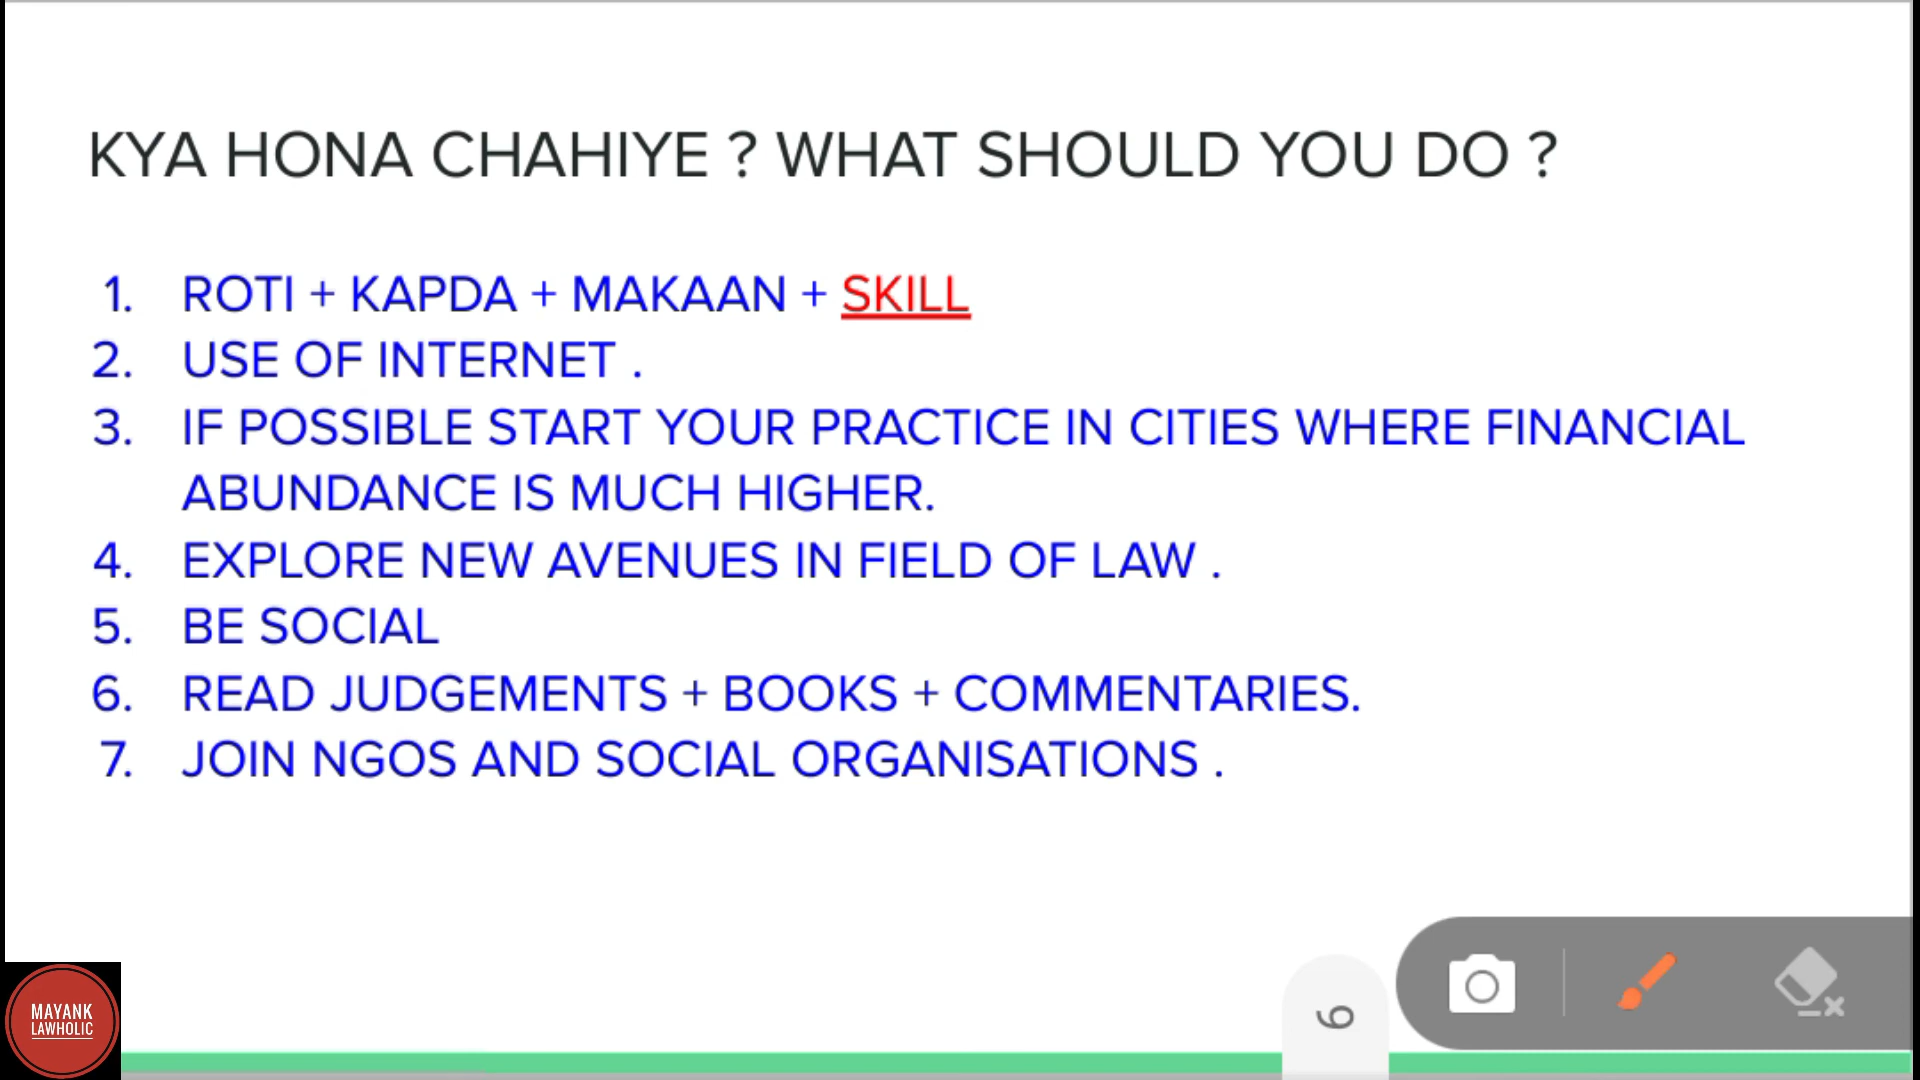 KYA HONA CHAHIYE ? WHAT SHOULD YOU DO ?
1. ROTI + KAPDA + MAKAAN + SKILL
2. USE OF INTERNET .
3. IF POSSIBLE START YOUR PRACTICE IN CITIES WHERE FINANCIAL
ABUNDANCE IS MUCH HIGHER.
4. EXPLORE NEW AVENUES IN FIELD OF LAW .
5. BE SOCIAL
6. READ JUDGEMENTS + BOOKS + COMMENTARIES.
7. JOIN NGOS AND SOCIAL ORGANISATIONS .
MAYANK
LAWHOLIC
6